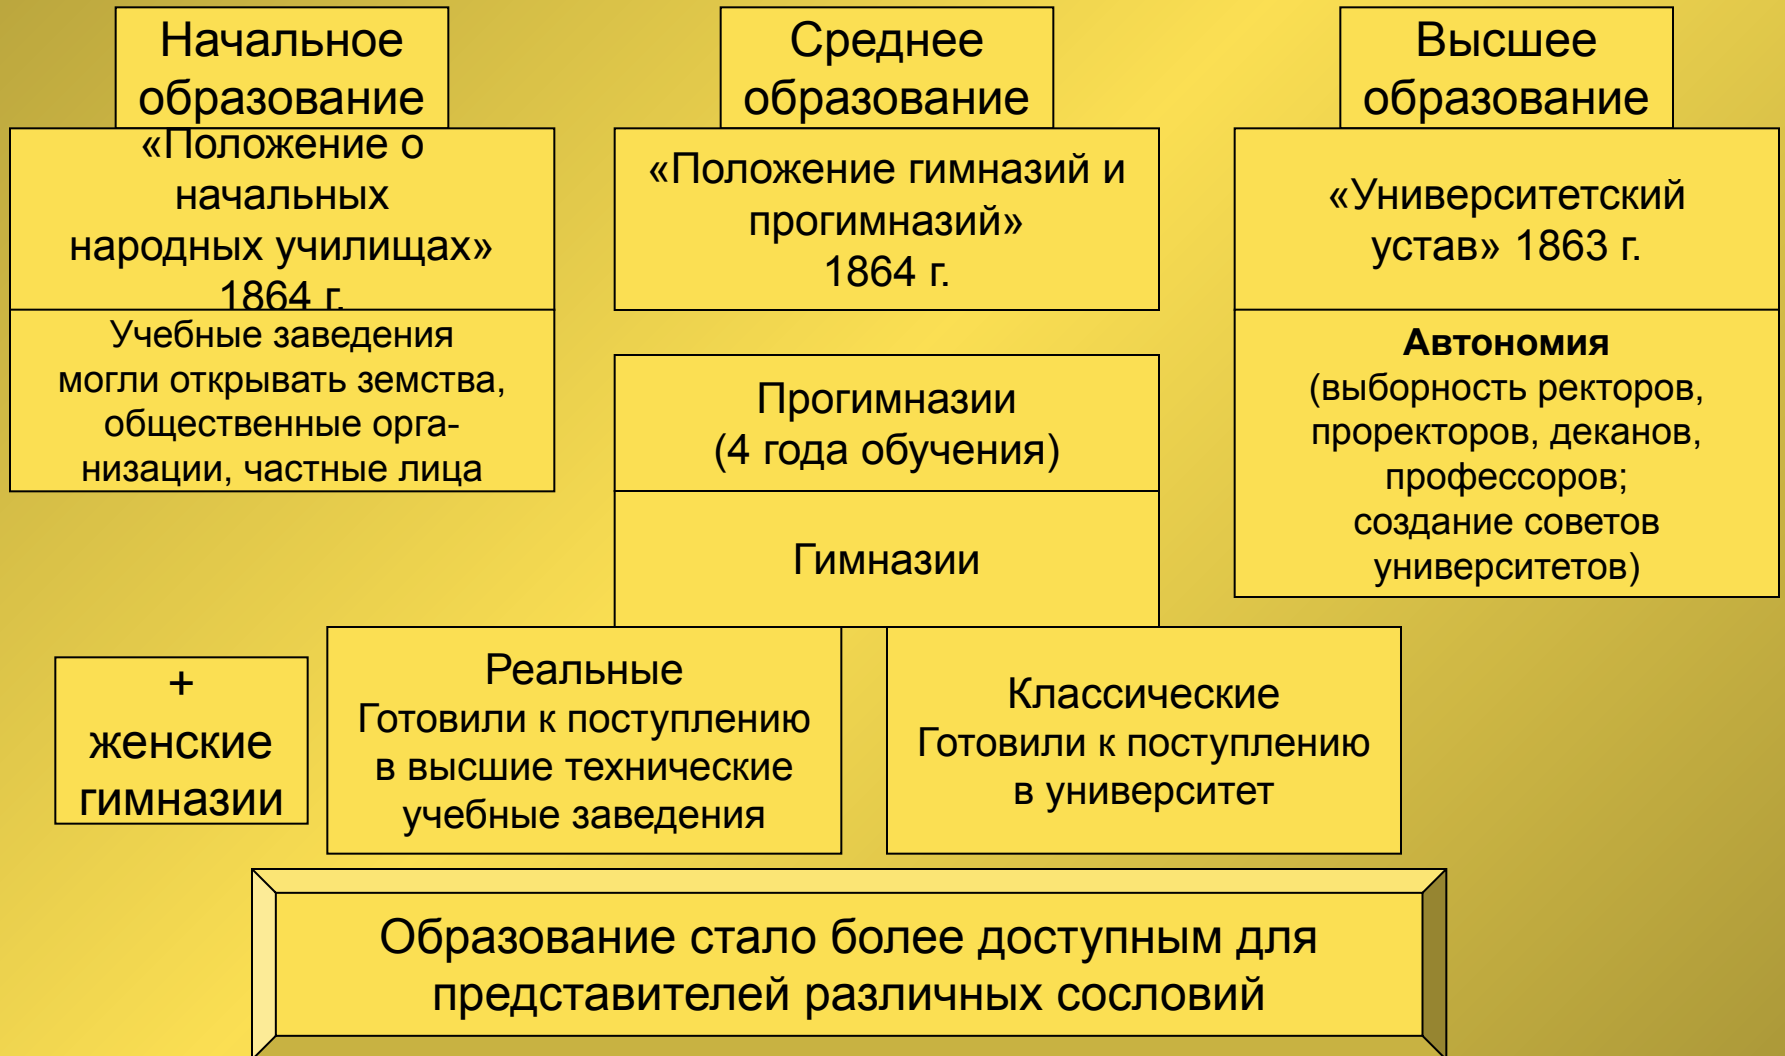 Начальное
образование
«Положение о
начальных
народных училищах»
1864 г.
Учебные заведения
могли открывать земства,
общественные орга-
низации, частные лица
Среднее
образование
«Положение гимназий и
прогимназий»
1864 г.
Прогимназии
(4 года обучения)
Гимназии
Высшее
образование
«Университетский
устав» 1863 г.
Автономия
(выборность ректоров,
проректоров, деканов,
профессоров;
создание советов
университетов)
+
женские
гимназии
Реальные
Готовили к поступлению
в высшие технические
учебные заведения
Классические
Готовили к поступлению
в университет
Образование стало более доступным для
представителей различных сословий